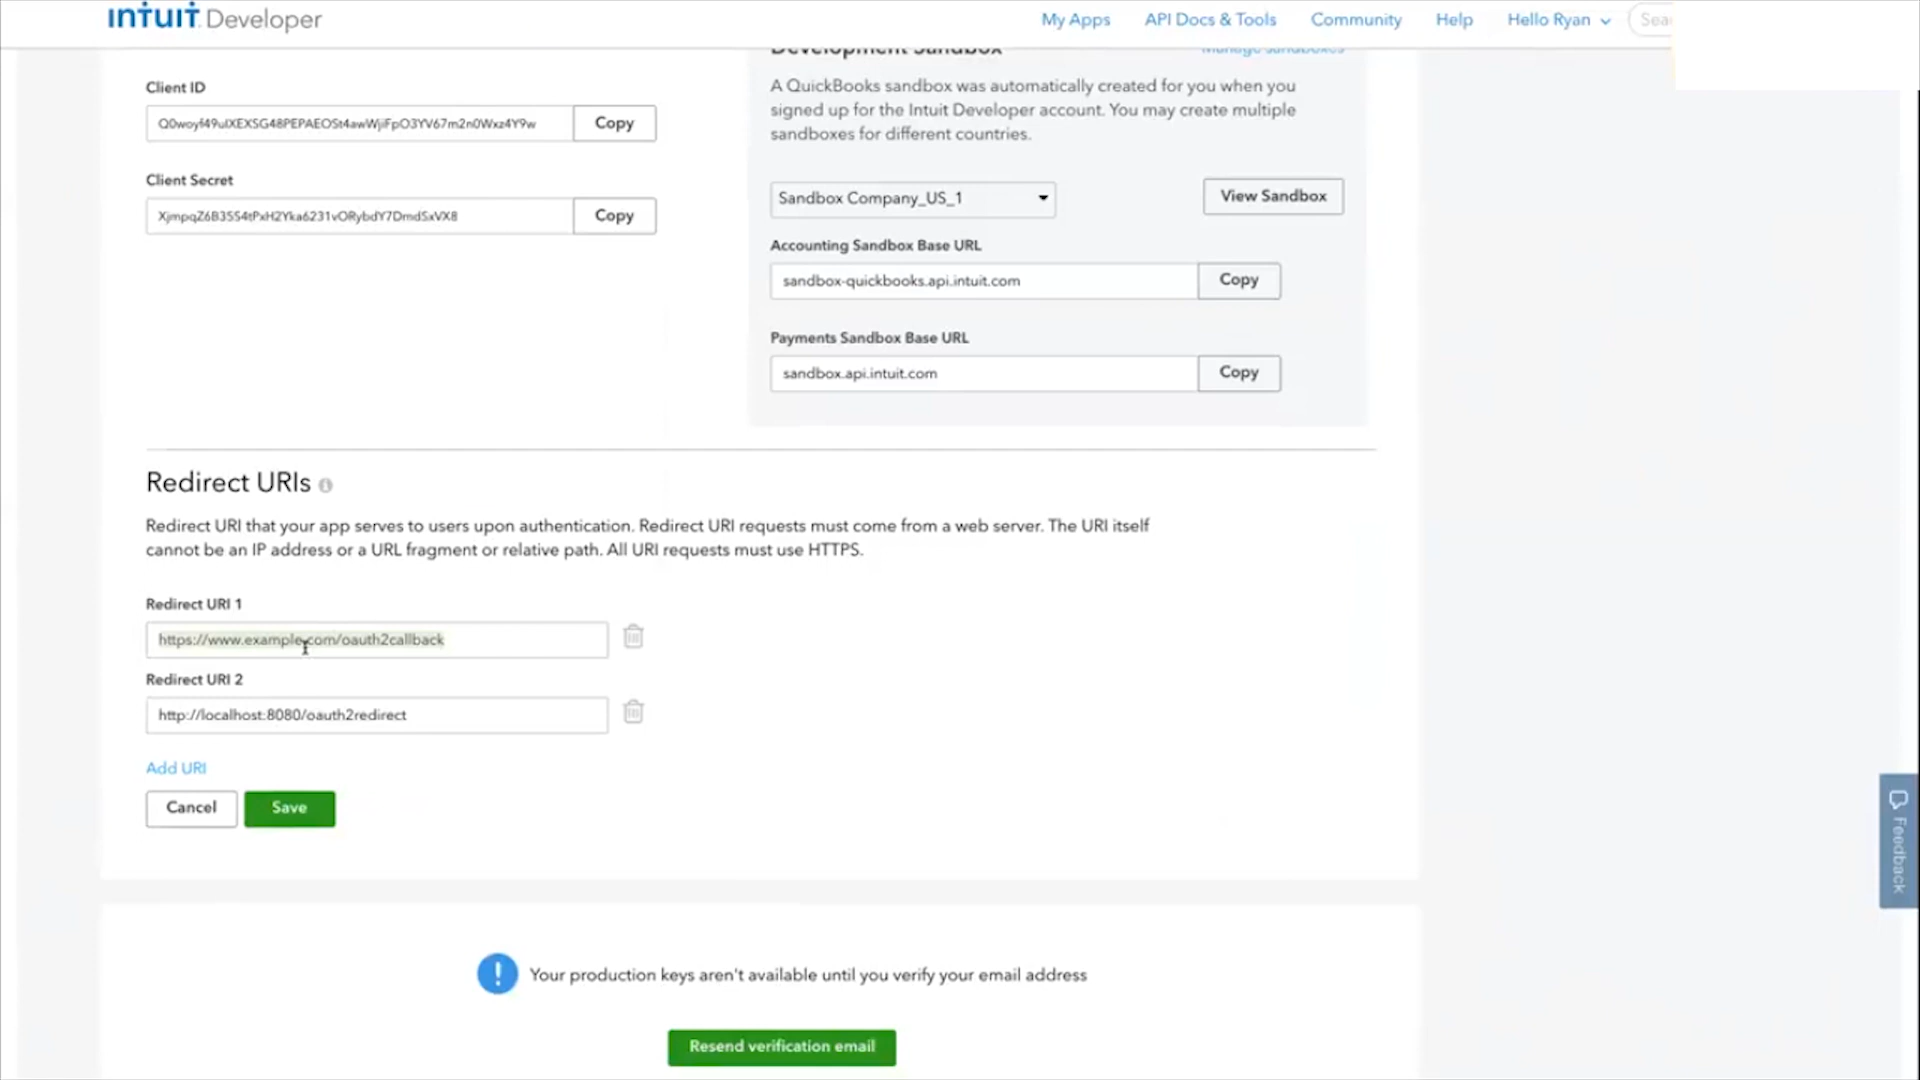 INTUIT Developer
My Apps API Docs & Tools Community Help Hello Ryan
Development Sandbox Manage sandboxes
Client ID
Copy
Client Secret
XjmpqZ6B35S4tPxH2Yka6231vORybdY7DmdSxVX8 Copy
A QuickBooks sandbox was automatically created for you when you
signed up for the Intuit Developer account. You may create multiple
sandboxes for different countries.
Sandbox Company_US_1 View Sandbox
Accounting Sandbox Base URL
sandbox-quickbooks.api.intuit.com Copy
Payments Sandbox Base URL
sandbox.api.intuit.com Copy
Redirect URIs
Redirect URI that your app serves to users upon authentication. Redirect URI requests must come from a web server. The URI itself
cannot be an IP address or a URL fragment or relative path. All URI requests must use HTTPS.
Redirect URI 1
https://www.example.com/oauth2callback
Redirect URI 2
http://localhost:8080/oauth2redirect
Add URI
Cancel Save
Feedback
Your production keys aren't available until you verify your email address
Resend verification email